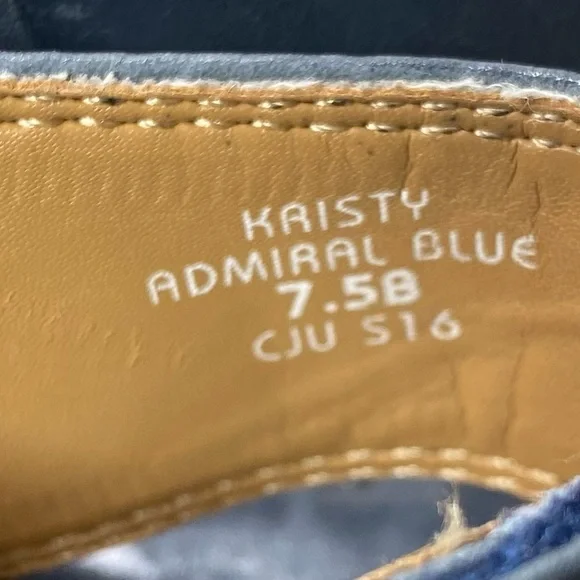 KRISTY
ADMIRAL BLUE
7.5B
CJU S16